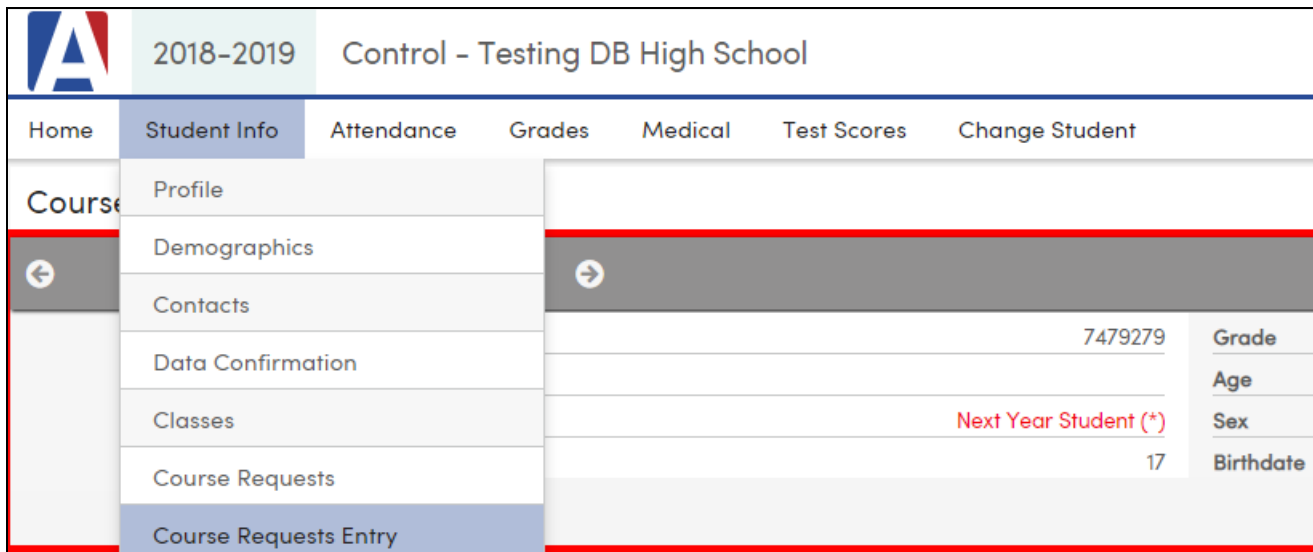 2018-2019 Control - Testing DB High School
Home Student Info Attendance Grades Medical Test Scores Change Student
Profile
Course
Demographics
Contacts
7479279 Grade
Data Confirmation
Age
Classes
Next Year Student (*) Sex
17 Birthdate
Course Requests
Course Requests Entry